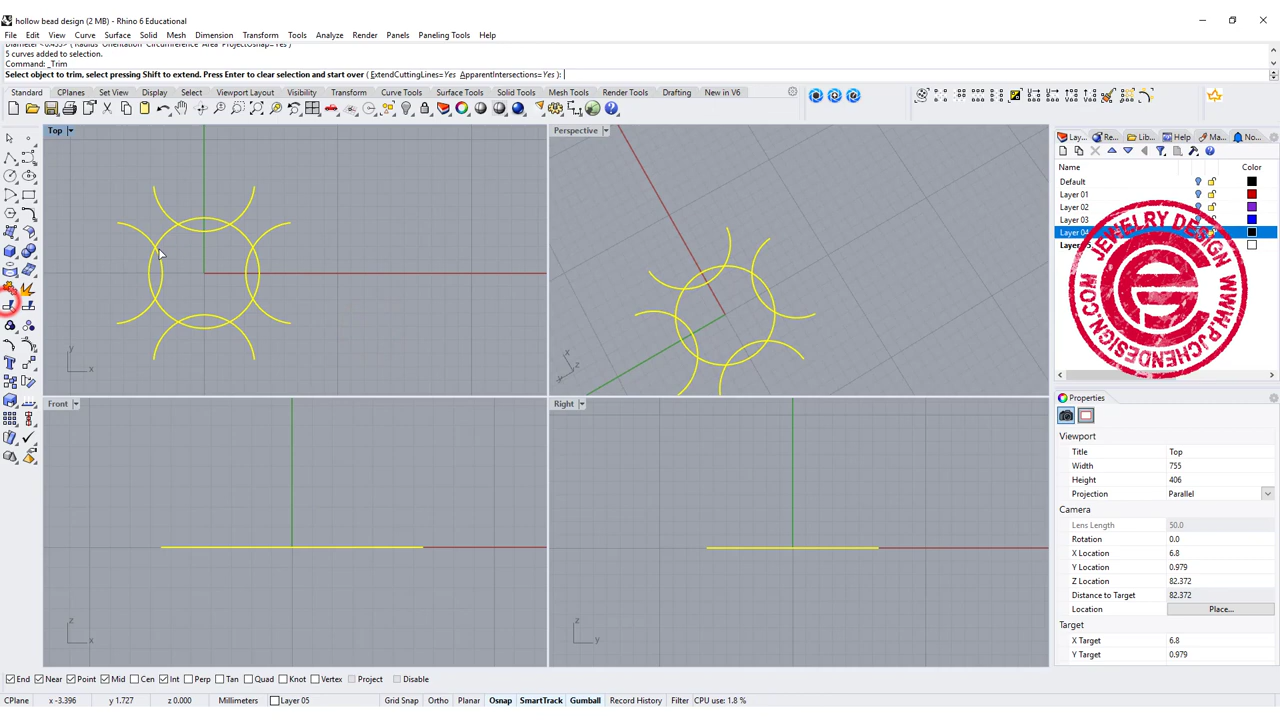 hollow bead design (2 MB) - Rhino 6 Educational
File Edit View Curve Surface Solid Mesh Dimension Transform Tools Analyze Render Panels Paneling Tools Help
5 curves added to selection.
Command: _Trim
Select object to trim, select pressing Shift to extend. Press Enter to clear selection and start over ( ExtendCuttingLines=Yes ApparentIntersections=Yes ):
Standard CPlanes Set View Display Select Viewport Layout Visibility Transform Curve Tools Surface Tools Solid Tools Mesh Tools Render Tools Drafting New in V6
Top
Perspective
Lay... Re... Lib... Help Ma... No...
Name Color
Default
Layer 01
Layer 02
Layer 03
Layer 04
JEWELRY DESIGN WWW.PJCHENDESIGN.COM
y
x
x
z
y
Front
Right
z
x
z
y
Properties
Viewport
Title Top
Width 755
Height 406
Projection Parallel
Camera
Lens Length 50.0
Rotation 0.0
X Location 6.8
Y Location 0.979
Z Location 82.372
Distance to Target 82.372
Location Place...
Target
X Target 6.8
Y Target 0.979
End Near Point Mid Cen Int Perp Tan Quad Knot Vertex Project Disable
CPlane x -3.396 y 1.727 z 0.000 Millimeters Layer 05 Grid Snap Ortho Planar Osnap SmartTrack Gumball Record History Filter CPU use: 1.8 %